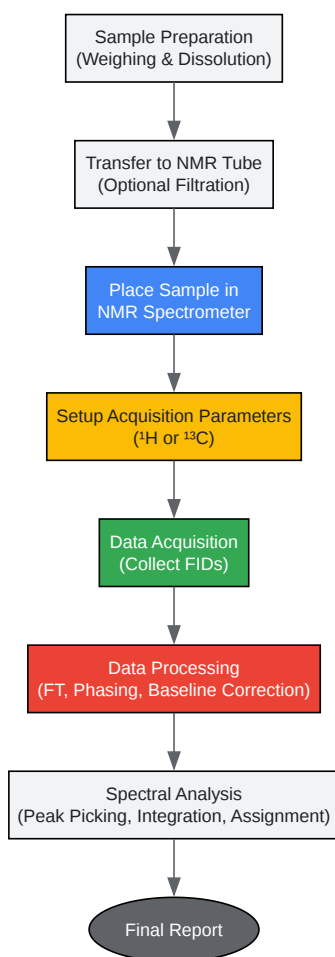 Sample Preparation
(Weighing & Dissolution)
Transfer to NMR Tube
(Optional Filtration)
Place Sample in
NMR Spectrometer
Setup Acquisition Parameters
(¹H or ¹³C)
Data Acquisition
(Collect FIDs)
Data Processing
(FT, Phasing, Baseline Correction)
Spectral Analysis
(Peak Picking, Integration, Assignment)
Final Report